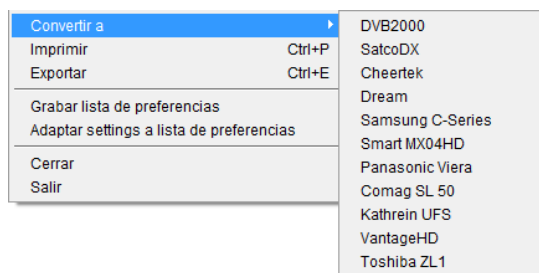 Convertir a
Imprimir Ctrl+P
Exportar Ctrl+E
Grabar lista de preferencias
Adaptar settings a lista de preferencias
Cerrar
Salir
DVB2000
SatcoDX
Cheertek
Dream
Samsung C-Series
Smart MX04HD
Panasonic Viera
Comag SL 50
Kathrein UFS
VantageHD
Toshiba ZL1